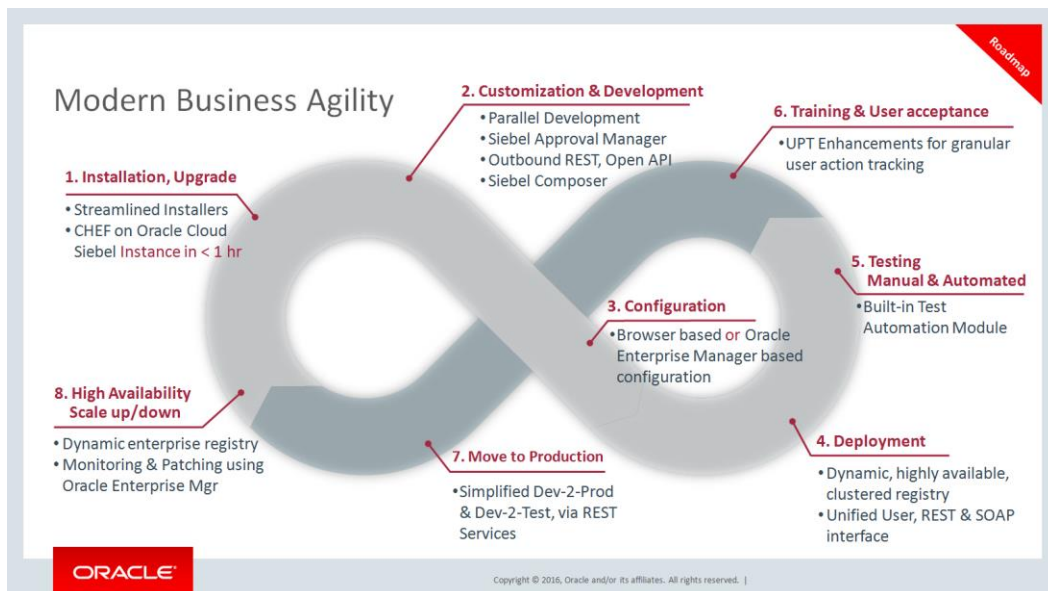 Roadmap
Modern Business Agility
1. Installation, Upgrade
• Streamlined Installers
• CHEF on Oracle Cloud
Siebel Instance in < 1 hr
2. Customization & Development
• Parallel Development
• Siebel Approval Manager
• Outbound REST, Open API
• Siebel Composer
3. Configuration
• Browser based or Oracle
Enterprise Manager based
configuration
4. Deployment
• Dynamic, highly available,
clustered registry
• Unified User, REST & SOAP
interface
5. Testing
Manual & Automated
• Built-in Test
Automation Module
6. Training & User acceptance
• UPT Enhancements for granular
user action tracking
7. Move to Production
• Simplified Dev-2-Prod
& Dev-2-Test, via REST
Services
8. High Availability
Scale up/down
• Dynamic enterprise registry
• Monitoring & Patching using
Oracle Enterprise Mgr
ORACLE®
Copyright © 2016, Oracle and/or its affiliates. All rights reserved. |